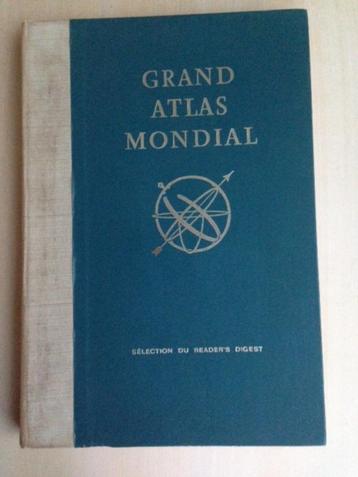 GRAND
ATLAS
MONDIAL
SÉLECTION DU READER'S DIGEST